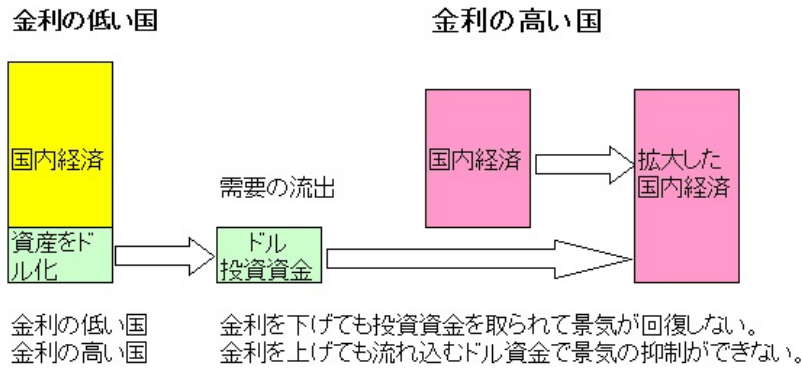 金利の低い国
金利の高い国
国内経済
資産をド
ル化
需要の流出
ドル
投資資金
国内経済
拡大した
国内経済
金利の低い国 金利を下げても投資資金を取られて景気が回復しない。
金利の高い国 金利を上げても流れ込むドル資金で景気の抑制ができない。